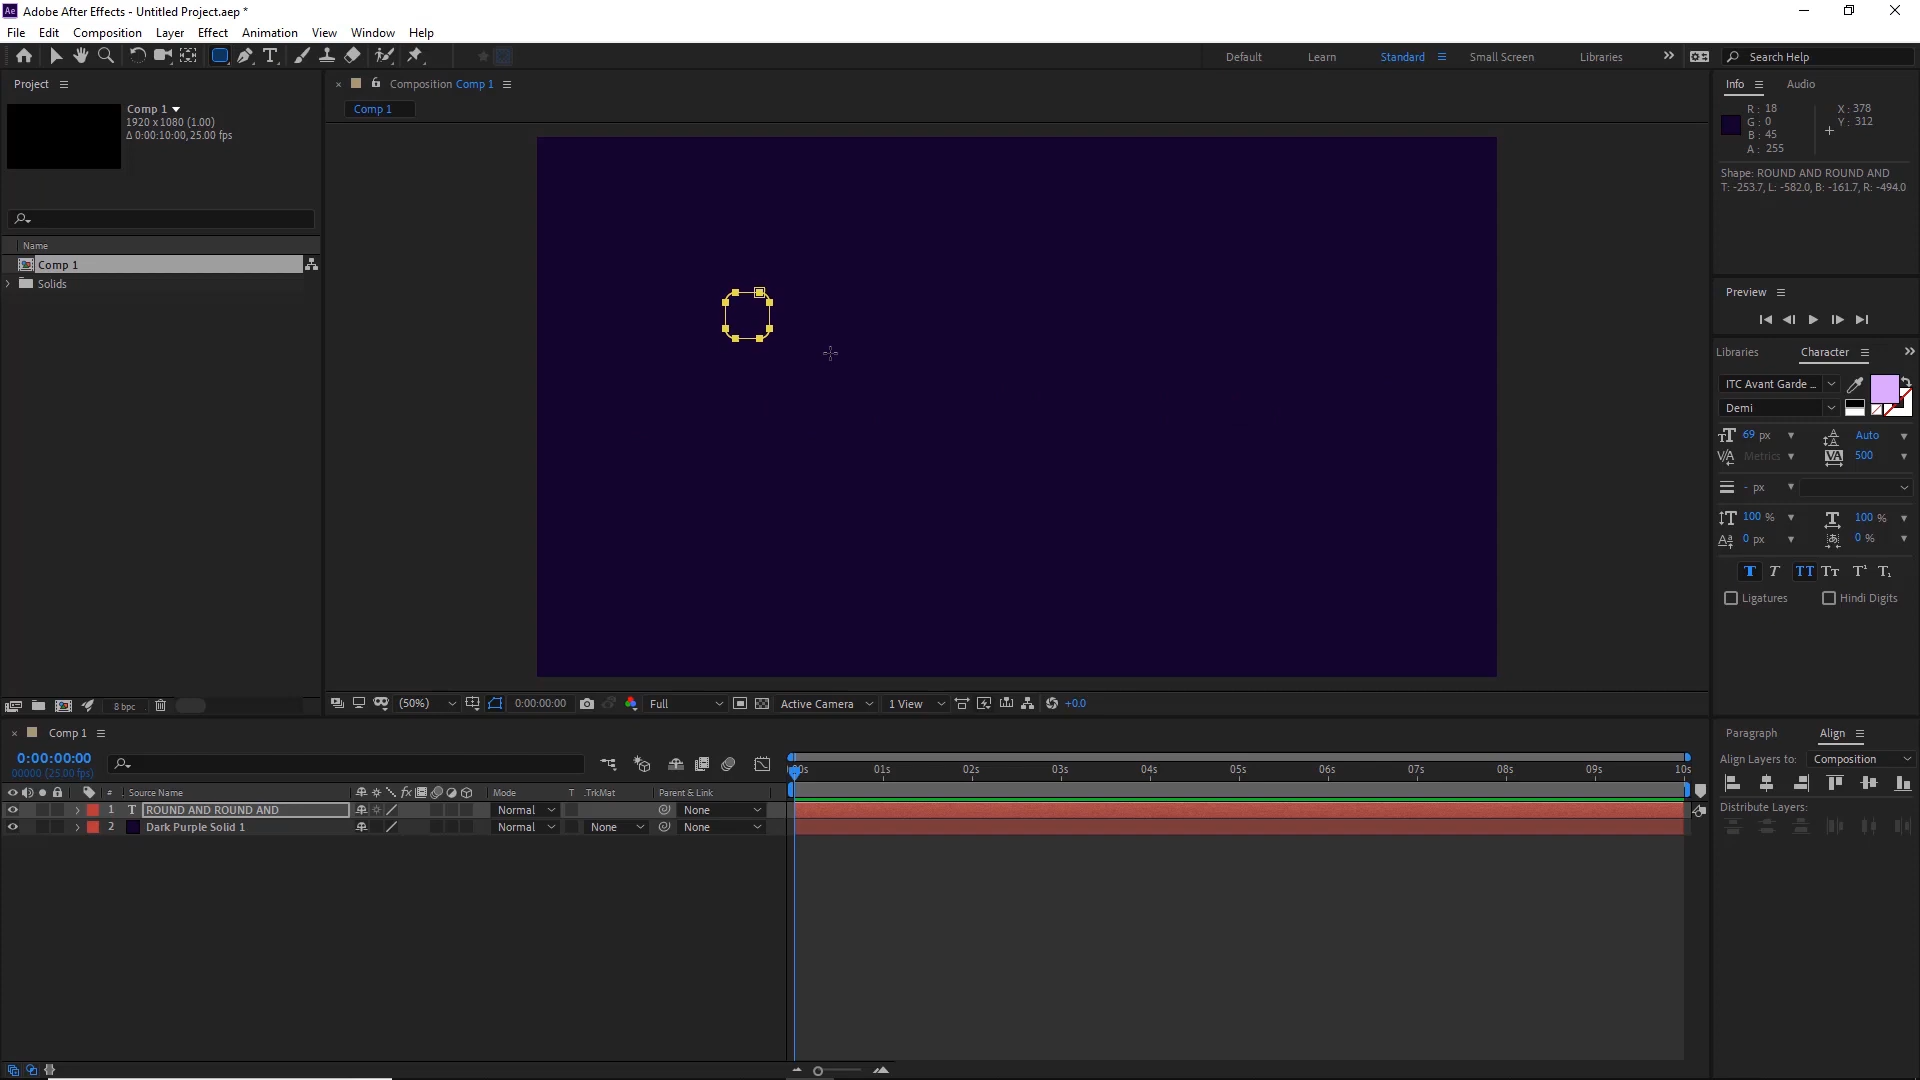 Adobe After Effects - Untitled Project.aep *
File Edit Composition Layer Effect Animation View Window Help
Default Learn Standard Small Screen Libraries Search Help
Project
Comp 1
1920 x 1080 (1.00)
Δ 0:00:10:00, 25.00 fps
Name
Comp 1
Solids
8 bpc
Composition Comp 1
Comp 1
(50%) 0:00:00:00 Full Active Camera 1 View +0.0
Info Audio
R: 18 X: 378
G: 0 Y: 312
B: 45
A: 255
Shape: ROUND AND ROUND AND
T: -253.7, L: -582.0, B: -161.7, R: -494.0
Preview
Libraries Character
ITC Avant Garde ...
Demi
69 px Auto
Metrics 500
- px
100 % 100 %
0 px 0 %
Ligatures Hindi Digits
Comp 1
0:00:00:00
00000 (25.00 fps)
# Source Name Mode T .TrkMat Parent & Link
1 T ROUND AND ROUND AND Normal None
2 Dark Purple Solid 1 Normal None None
00s 01s 02s 03s 04s 05s 06s 07s 08s 09s 10s
Paragraph Align
Align Layers to: Composition
Distribute Layers: